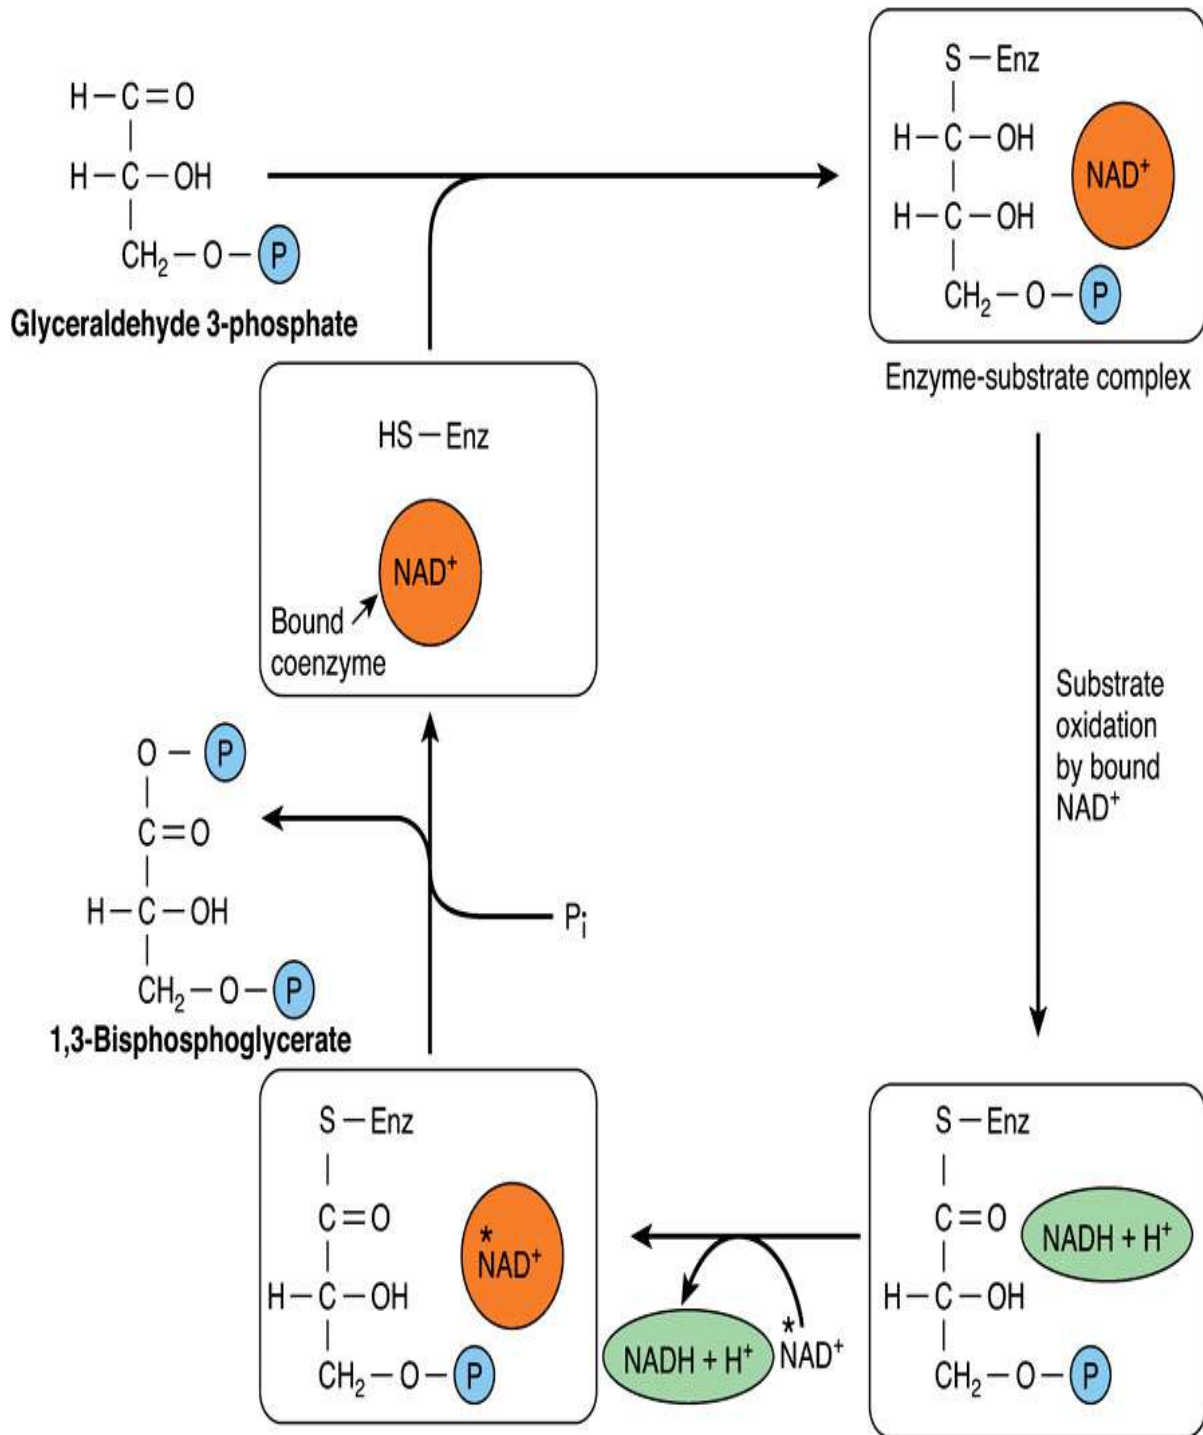 H–C=O
H–C–OH
CH₂–O–P
Glyceraldehyde 3-phosphate
S–Enz
H–C–OH
NAD⁺
H–C–OH
CH₂–O–P
Enzyme-substrate complex
HS–Enz
NAD⁺
Bound
coenzyme
Substrate
oxidation
by bound
NAD⁺
O–P
C=O
H–C–OH
Pᵢ
CH₂–O–P
1,3-Bisphosphoglycerate
S–Enz
C=O
*
NAD⁺
H–C–OH
CH₂–O–P
NADH + H⁺
*
NAD⁺
S–Enz
C=O
NADH + H⁺
H–C–OH
CH₂–O–P